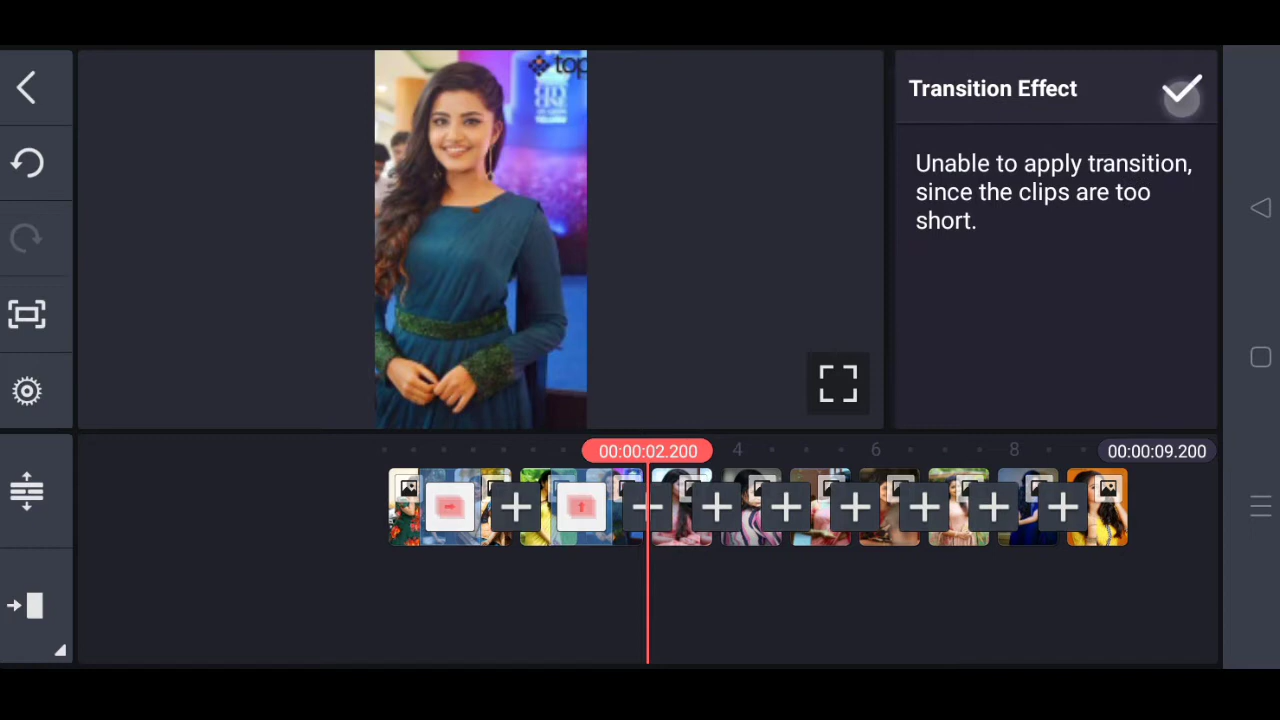 top
Transition Effect
Unable to apply transition,
since the clips are too
short.
00:00:02.200
4
6
8
00:00:09.200